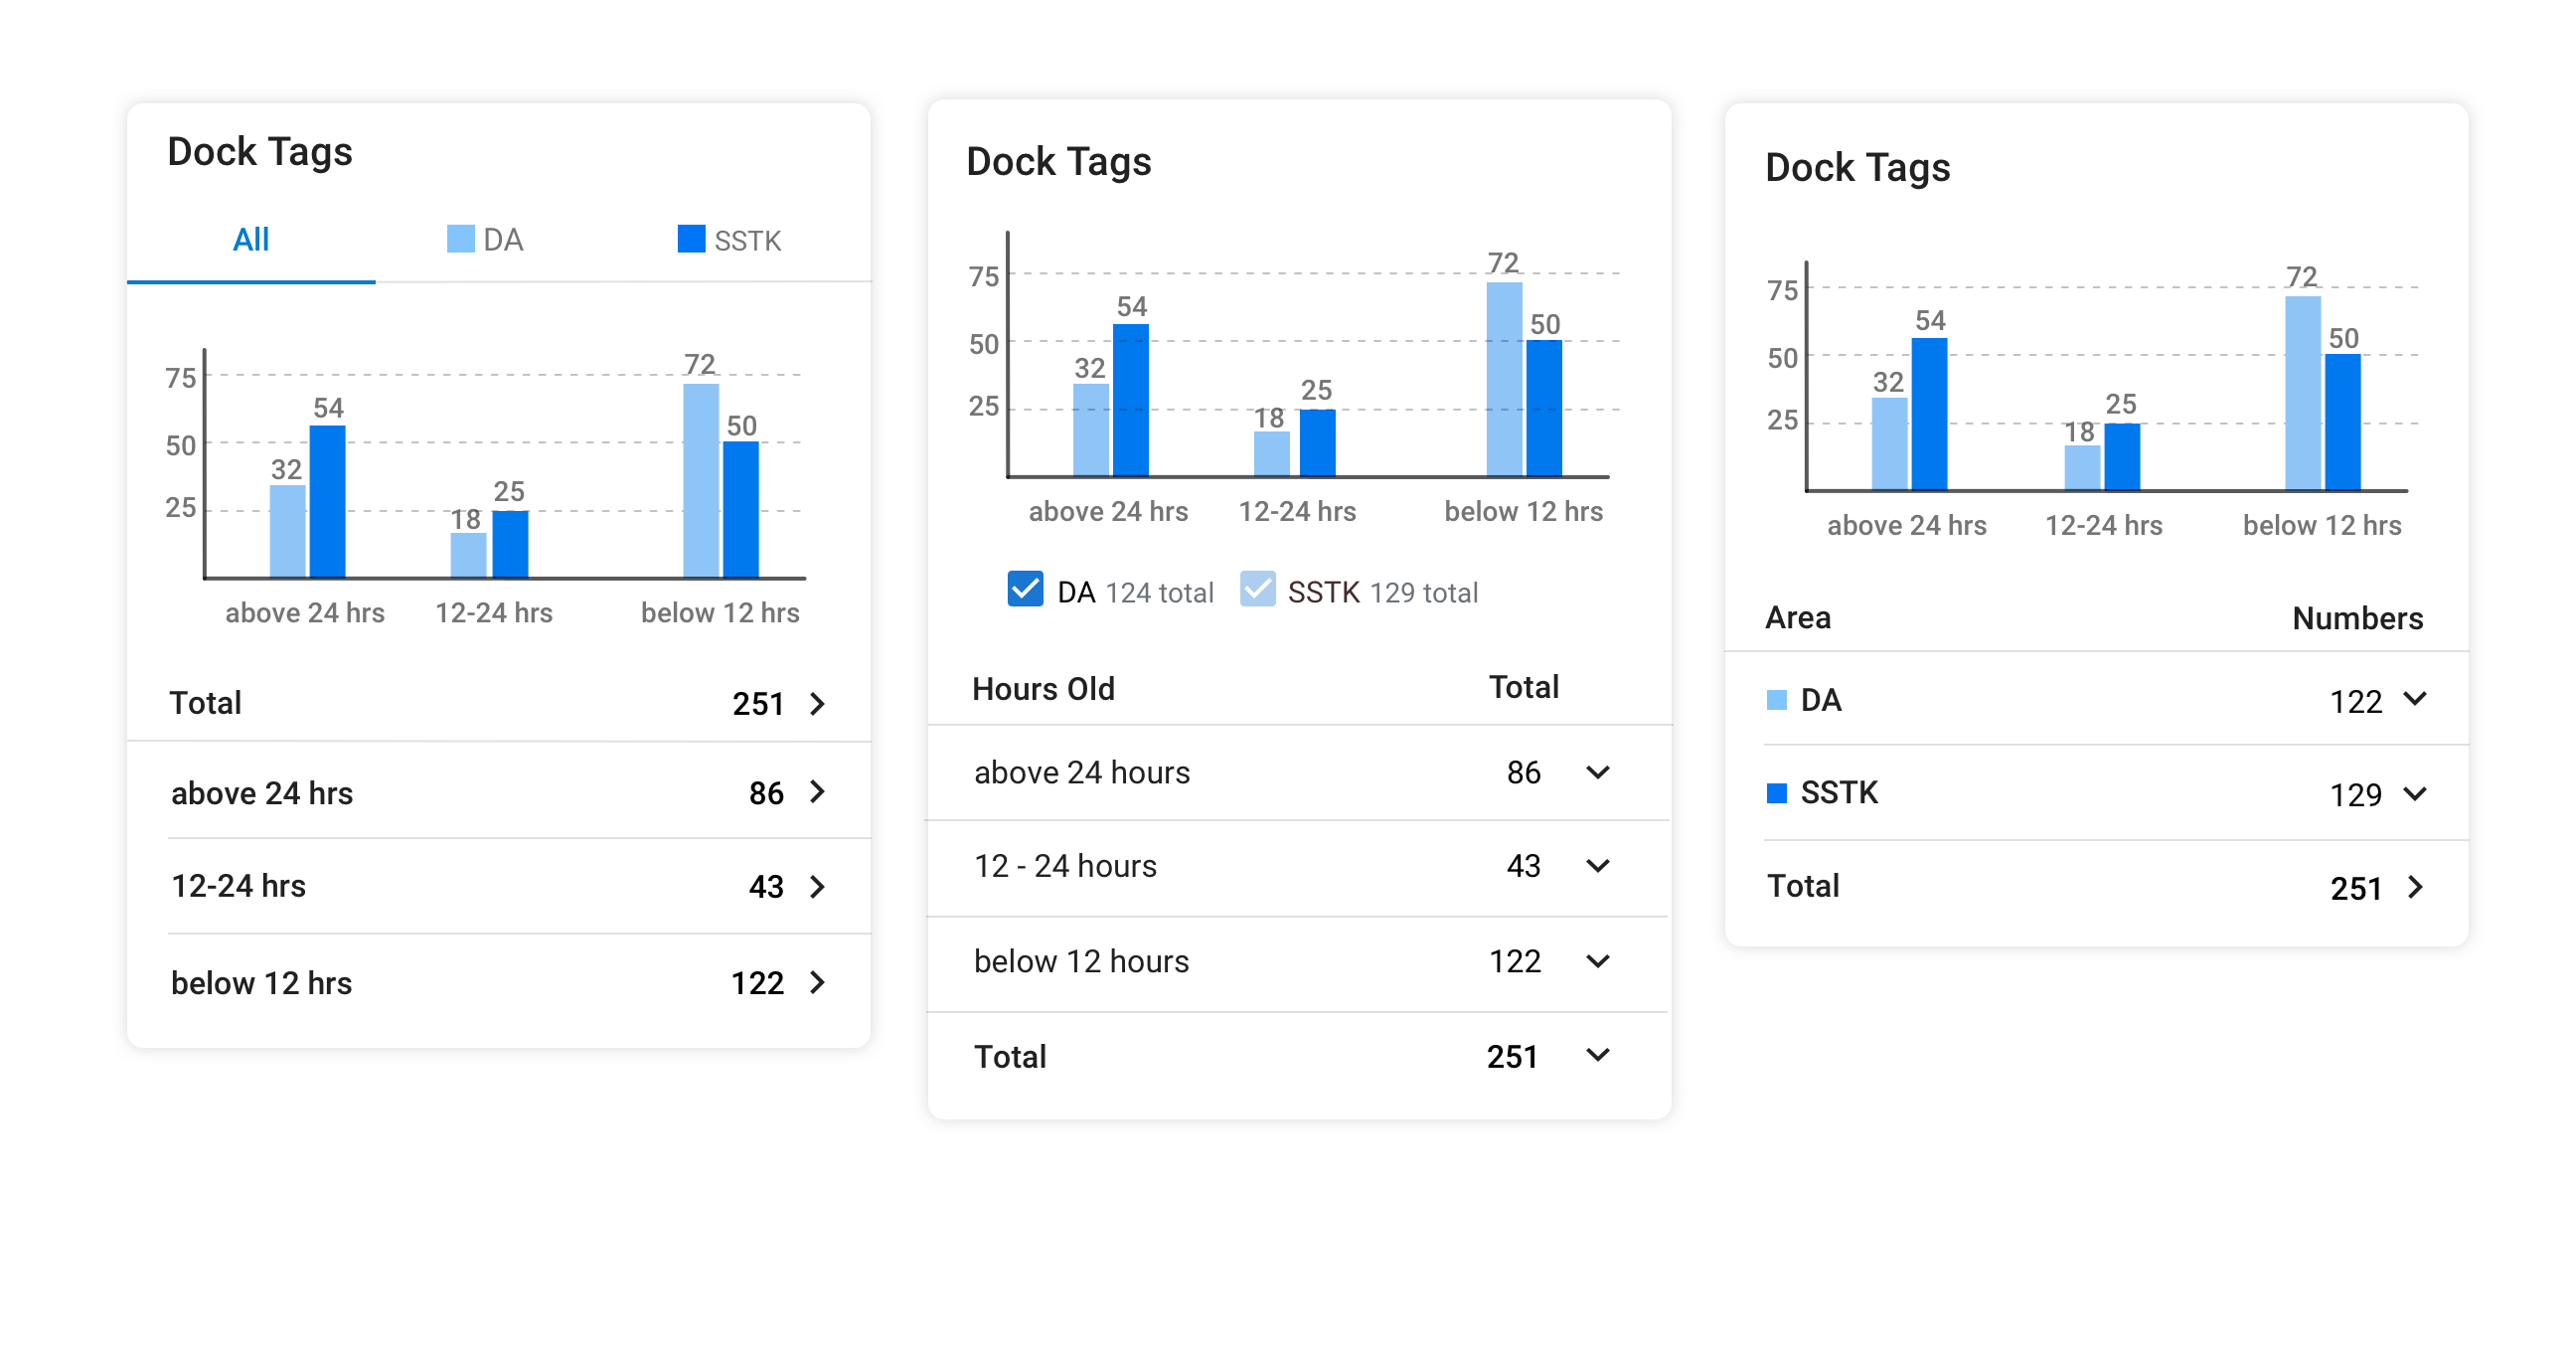 Dock Tags
All DA SSTK
75
50
25
32 54
18 25
72 50
above 24 hrs 12-24 hrs below 12 hrs
Total 251
above 24 hrs 86
12-24 hrs 43
below 12 hrs 122
Dock Tags
75
50
25
32 54
18 25
72 50
above 24 hrs 12-24 hrs below 12 hrs
DA 124 total SSTK 129 total
Hours Old Total
above 24 hours 86
12 - 24 hours 43
below 12 hours 122
Total 251
Dock Tags
75
50
25
32 54
18 25
72 50
above 24 hrs 12-24 hrs below 12 hrs
Area Numbers
DA 122
SSTK 129
Total 251